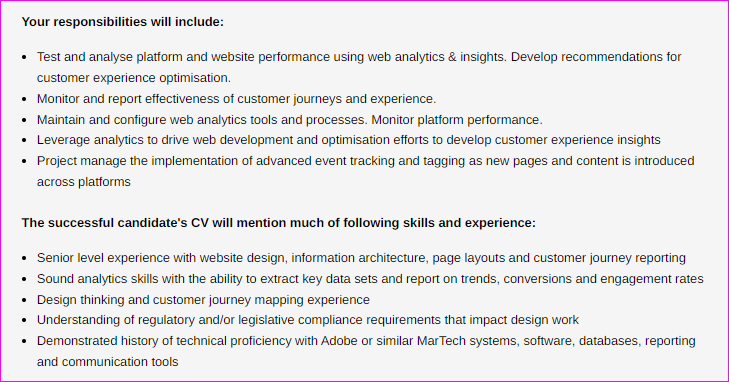 Your responsibilities will include:
• Test and analyse platform and website performance using web analytics & insights. Develop recommendations for
customer experience optimisation.
• Monitor and report effectiveness of customer journeys and experience.
• Maintain and configure web analytics tools and processes. Monitor platform performance.
• Leverage analytics to drive web development and optimisation efforts to develop customer experience insights
• Project manage the implementation of advanced event tracking and tagging as new pages and content is introduced
across platforms
The successful candidate's CV will mention much of following skills and experience:
• Senior level experience with website design, information architecture, page layouts and customer journey reporting
• Sound analytics skills with the ability to extract key data sets and report on trends, conversions and engagement rates
• Design thinking and customer journey mapping experience
• Understanding of regulatory and/or legislative compliance requirements that impact design work
• Demonstrated history of technical proficiency with Adobe or similar MarTech systems, software, databases, reporting
and communication tools